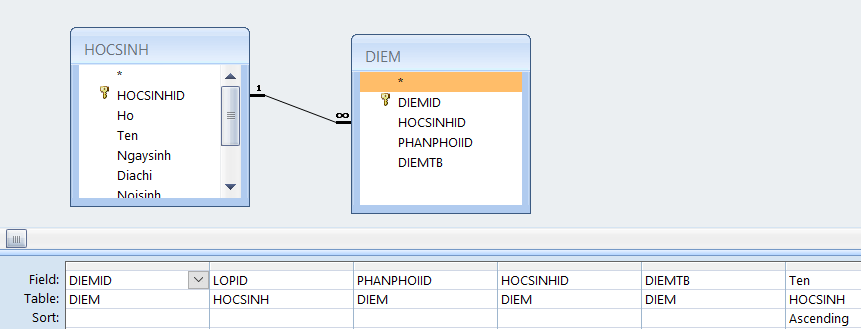 HOCSINH
*
HOCSINHID
Ho
Ten
Ngaysinh
Diachi
Noisinh
1
∞
DIEM
*
DIEMID
HOCSINHID
PHANPHOIID
DIEMTB
Field: DIEMID LOPID PHANPHOIID HOCSINHID DIEMTB Ten
Table: DIEM HOCSINH DIEM DIEM DIEM HOCSINH
Sort: Ascending